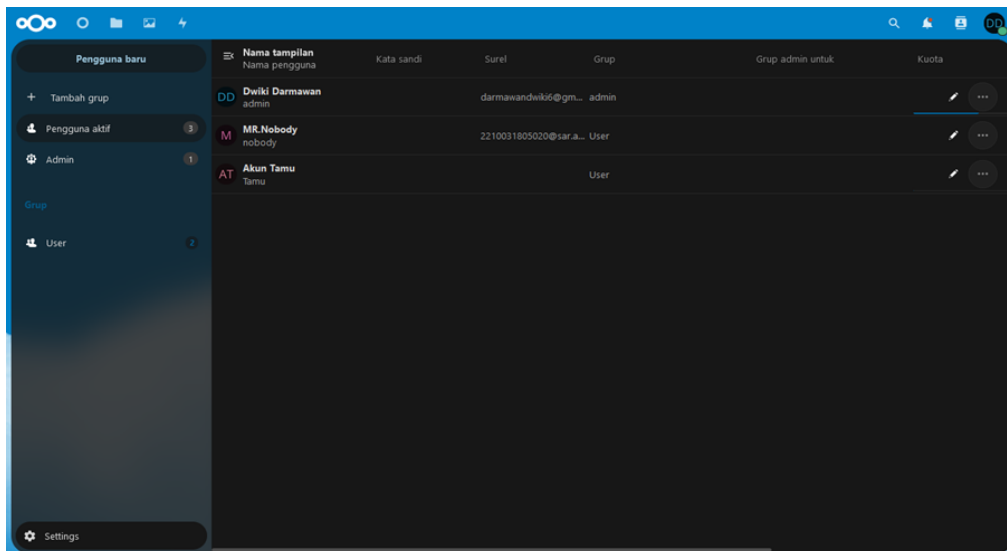 DD
Pengguna baru
Tambah grup
Pengguna aktif 3
Admin 1
Grup
User 2
Settings
Nama tampilan
Nama pengguna
Kata sandi Surel Grup Grup admin untuk Kuota
DD Dwiki Darmawan
admin
darmawandwiki6@gm... admin
M MR.Nobody
nobody
2210031805020@sar.a... User
AT Akun Tamu
Tamu
User